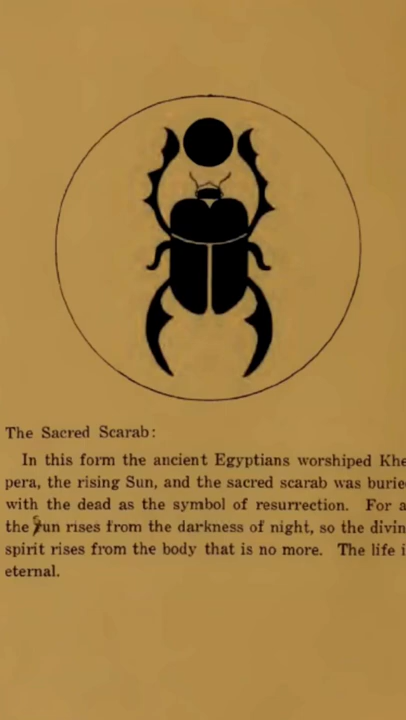 The Sacred Scarab:
In this form the ancient Egyptians worshiped Khe
pera, the rising Sun, and the sacred scarab was burie
with the dead as the symbol of resurrection. For a
the Sun rises from the darkness of night, so the divin
spirit rises from the body that is no more. The life i
eternal.